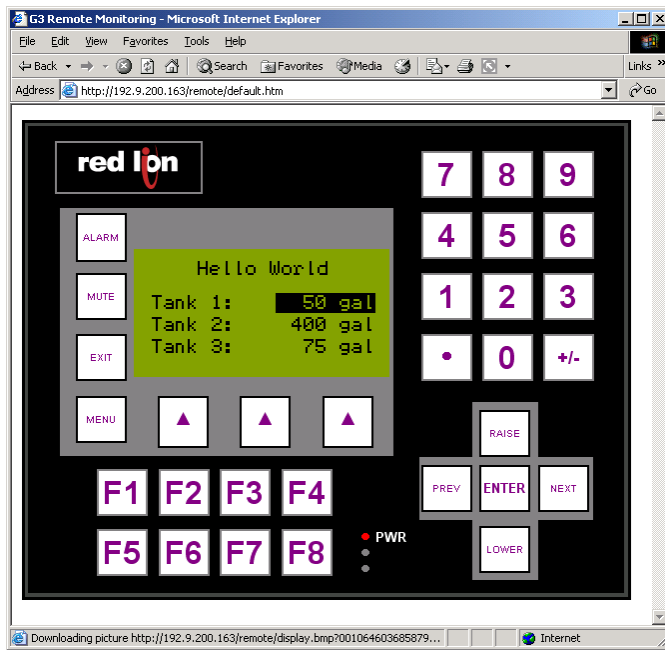 G3 Remote Monitoring - Microsoft Internet Explorer
File Edit View Favorites Tools Help
Back Search Favorites Media Links »
Address http://192.9.200.163/remote/default.htm Go
red lion
7 8 9
ALARM
4 5 6
Hello World
MUTE
Tank 1: 50 gal
Tank 2: 400 gal
Tank 3: 75 gal
1 2 3
EXIT
• 0 +/-
MENU
RAISE
F1 F2 F3 F4
PREV ENTER NEXT
F5 F6 F7 F8
PWR
LOWER
Downloading picture http://192.9.200.163/remote/display.bmp?001064603685879... Internet